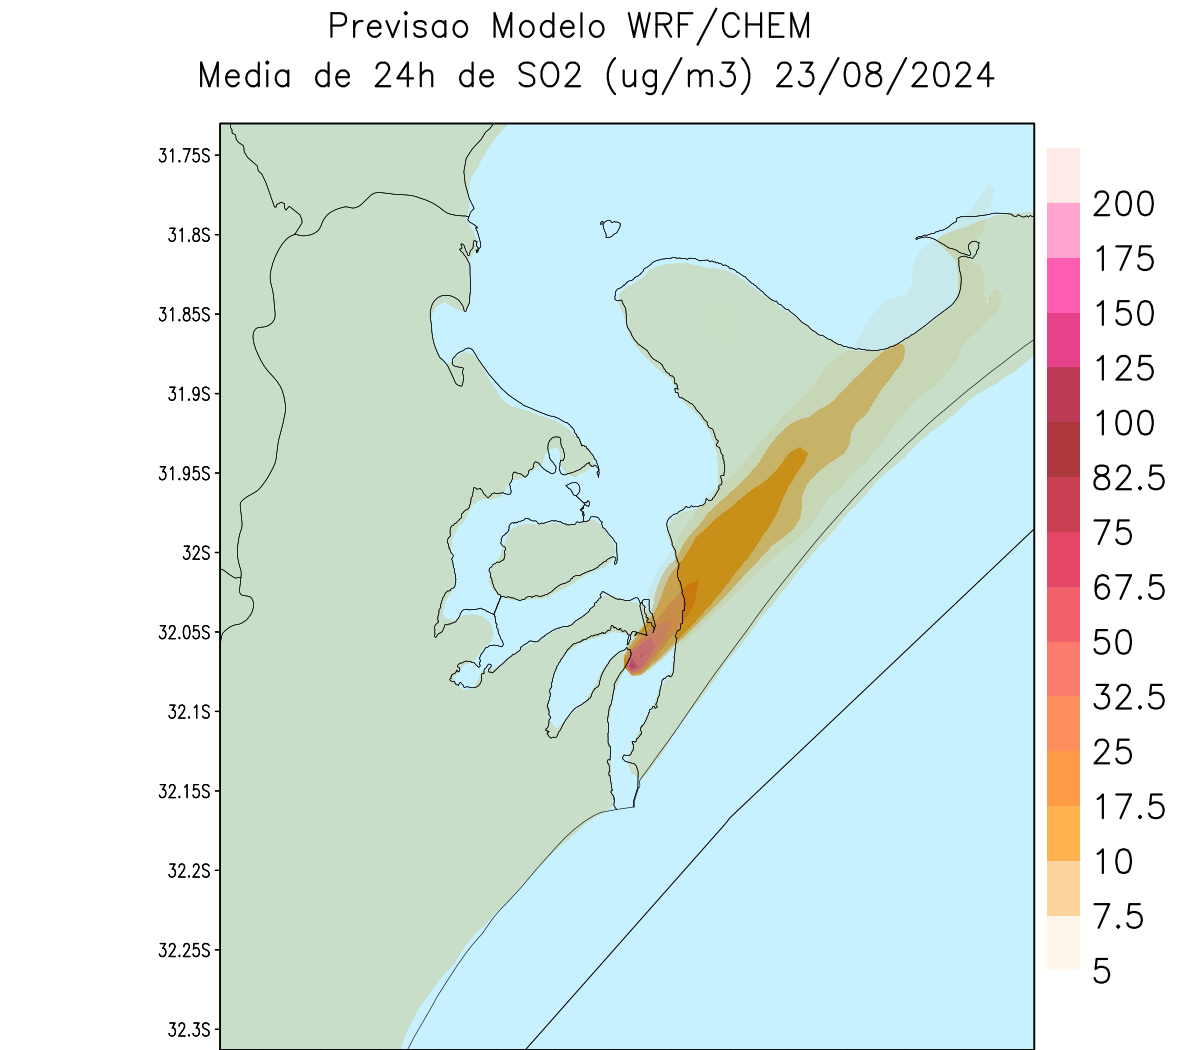 Previsao Modelo WRF/CHEM
Media de 24h de SO2 (ug/m3) 23/08/2024
31.75S
31.8S
31.85S
31.9S
31.95S
32S
32.05S
32.1S
32.15S
32.2S
32.25S
32.3S
200
175
150
125
100
82.5
75
67.5
50
32.5
25
17.5
10
7.5
5